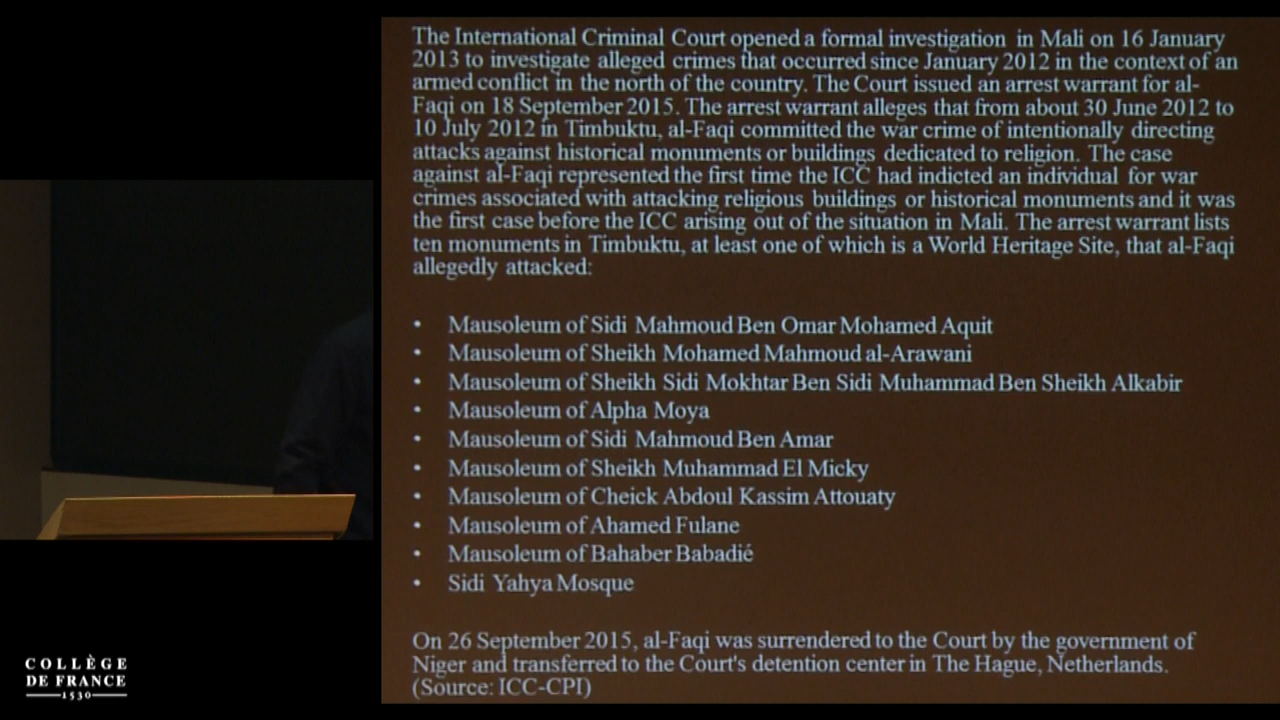 The International Criminal Court opened a formal investigation in Mali on 16 January
2013 to investigate alleged crimes that occurred since January 2012 in the context of an
armed conflict in the north of the country. The Court issued an arrest warrant for al-
Faqi on 18 September 2015. The arrest warrant alleges that from about 30 June 2012 to
10 July 2012 in Timbuktu, al-Faqi committed the war crime of intentionally directing
attacks against historical monuments or buildings dedicated to religion. The case
against al-Faqi represented the first time the ICC had indicted an individual for war
crimes associated with attacking religious buildings or historical monuments and it was
the first case before the ICC arising out of the situation in Mali. The arrest warrant lists
ten monuments in Timbuktu, at least one of which is a World Heritage Site, that al-Faqi
allegedly attacked:
• Mausoleum of Sidi Mahmoud Ben Omar Mohamed Aquit
• Mausoleum of Sheikh Mohamed Mahmoud al-Arawani
• Mausoleum of Sheikh Sidi Mokhtar Ben Sidi Muhammad Ben Sheikh Alkabir
• Mausoleum of Alpha Moya
• Mausoleum of Sidi Mahmoud Ben Amar
• Mausoleum of Sheikh Muhammad El Micky
• Mausoleum of Cheick Abdoul Kassim Attouaty
• Mausoleum of Ahamed Fulane
• Mausoleum of Bahaber Babadié
• Sidi Yahya Mosque
On 26 September 2015, al-Faqi was surrendered to the Court by the government of
Niger and transferred to the Court's detention center in The Hague, Netherlands.
(Source: ICC-CPI)
COLLÈGE
DE FRANCE
1530